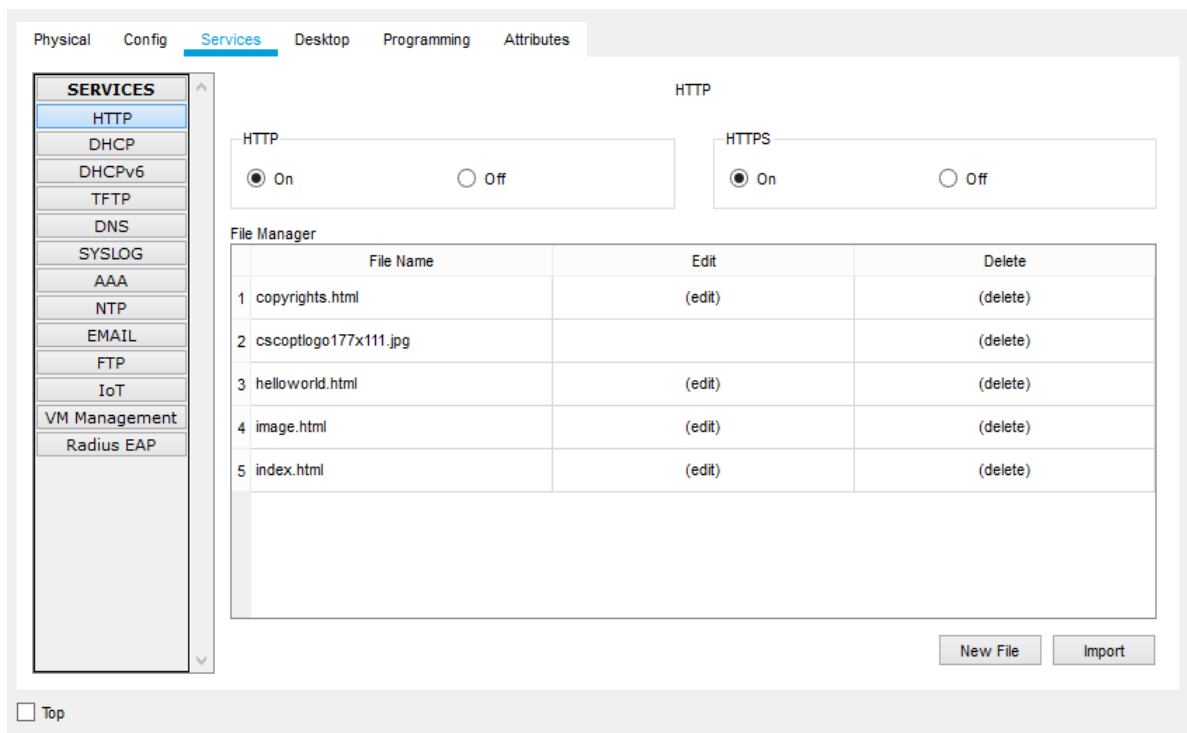 Physical Config Services Desktop Programming Attributes
SERVICES
HTTP
DHCP
DHCPv6
TFTP
DNS
SYSLOG
AAA
NTP
EMAIL
FTP
IoT
VM Management
Radius EAP
HTTP
HTTP
On Off
HTTPS
On Off
File Manager
File Name Edit Delete
1 copyrights.html (edit) (delete)
2 cscoptlogo177x111.jpg (delete)
3 helloworld.html (edit) (delete)
4 image.html (edit) (delete)
5 index.html (edit) (delete)
New File Import
Top